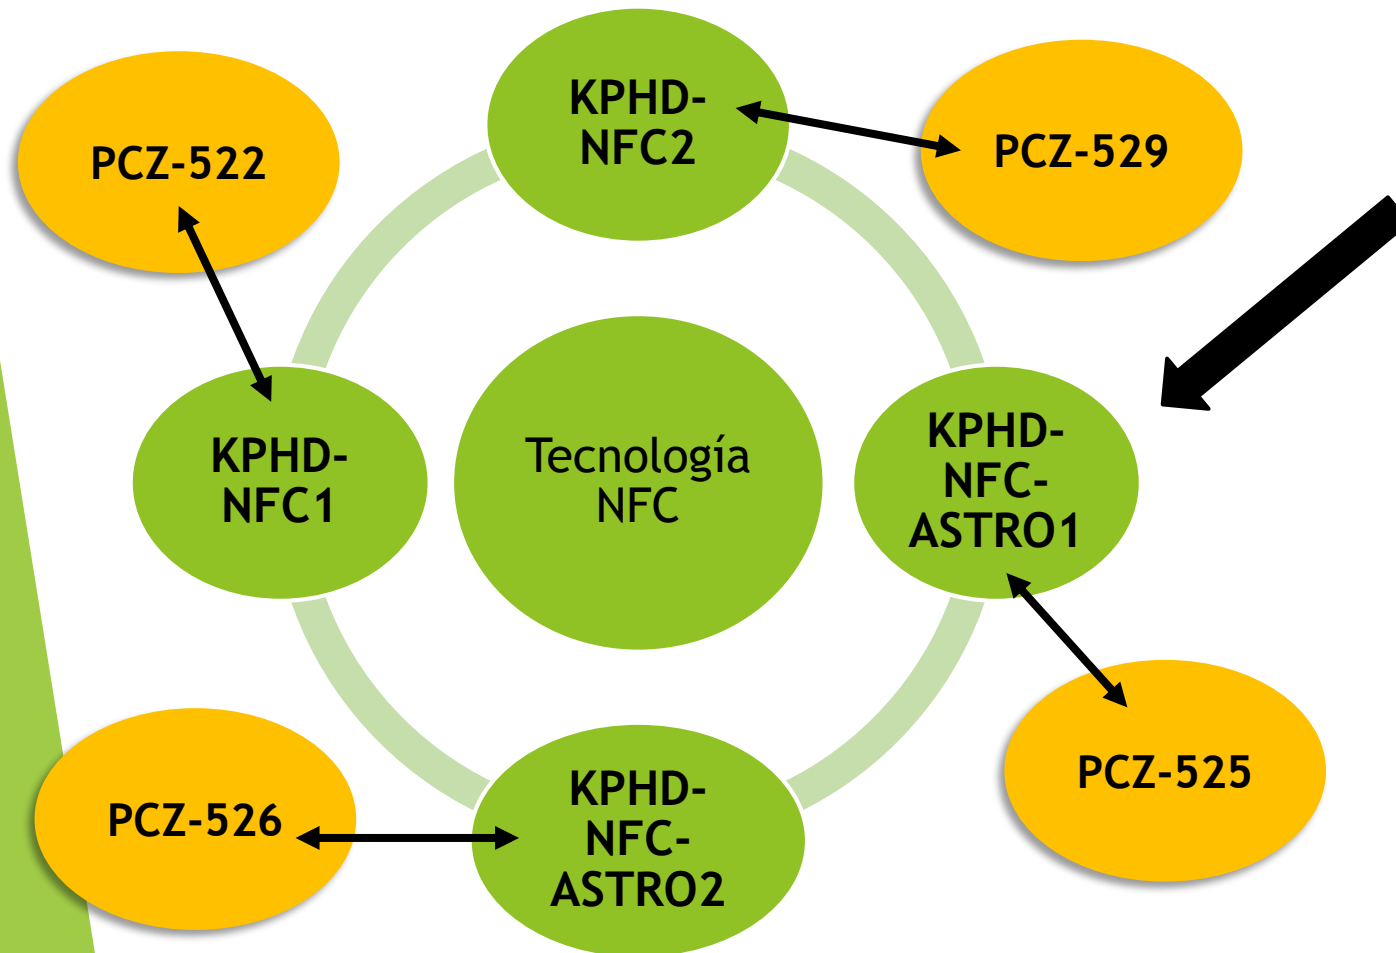 KPHD-
NFC2
PCZ-522
PCZ-529
KPHD-
NFC1
Tecnología
NFC
KPHD-
NFC-
ASTRO1
PCZ-525
PCZ-526
KPHD-
NFC-
ASTRO2